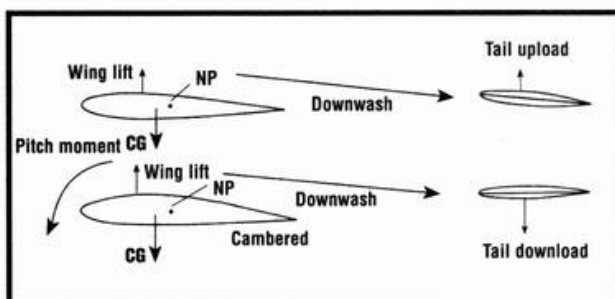 Tail upload
Wing lift
NP
Downwash
Pitch moment
CG
Wing lift
NP
Downwash
Cambered
CG
Tail download